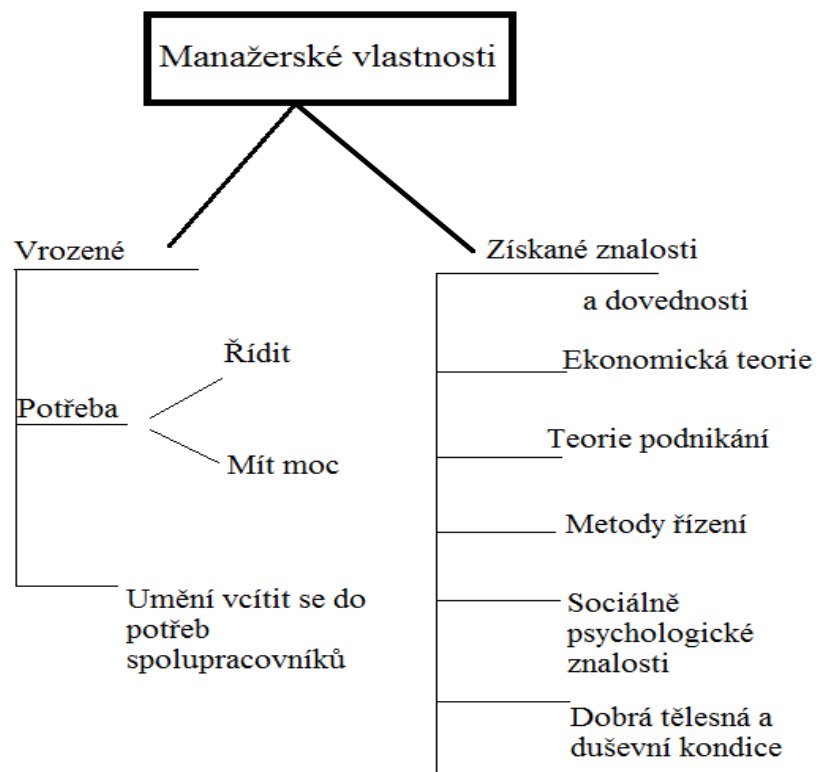 Manažerské vlastnosti
Vrozené
Potřeba
Řídit
Mít moc
Umění vcítit se do
potřeb
spolupracovníků
Získané znalosti
a dovednosti
Ekonomická teorie
Teorie podnikání
Metody řízení
Sociálně
psychologické
znalosti
Dobrá tělesná a
duševní kondice